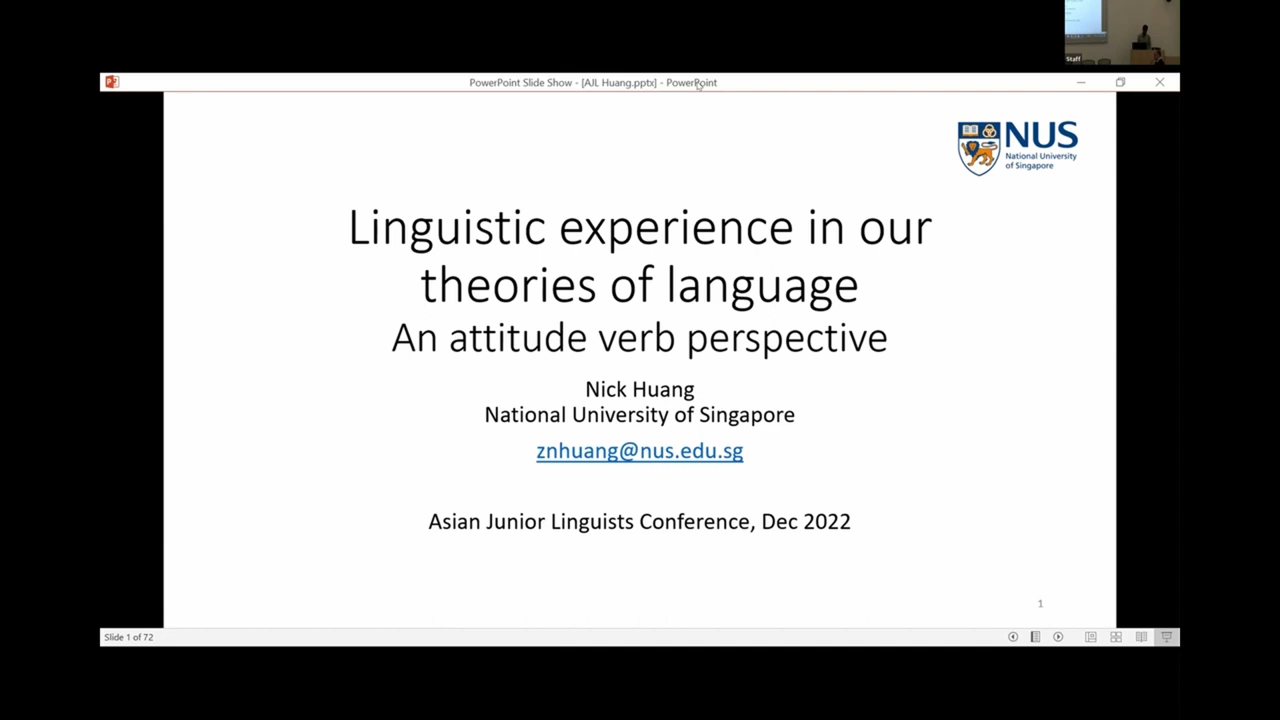 Staff
PowerPoint Slide Show - [AJL Huang.pptx] - PowerPoint
NUS
National University
of Singapore
Linguistic experience in our
theories of language
An attitude verb perspective
Nick Huang
National University of Singapore
znhuang@nus.edu.sg
Asian Junior Linguists Conference, Dec 2022
1
Slide 1 of 72